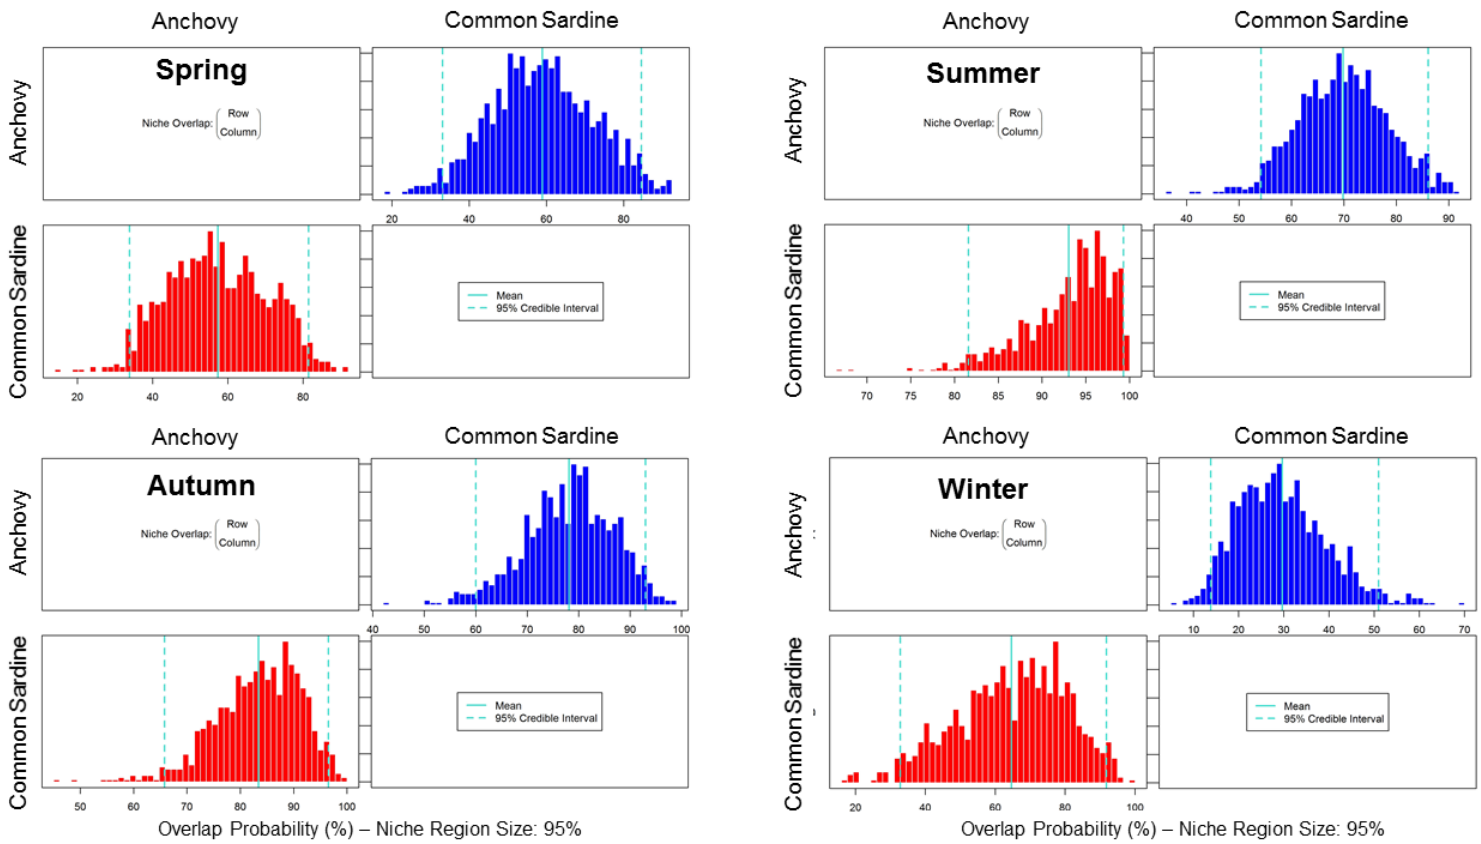 Anchovy Common Sardine
Anchovy
Spring
Niche Overlap: ( Row
Column )
20 40 60 80
Common Sardine
Mean
95% Credible Interval
20 40 60 80
Anchovy Common Sardine
Anchovy
Summer
Niche Overlap: ( Row
Column )
40 50 60 70 80 90
Common Sardine
Mean
95% Credible Interval
70 75 80 85 90 95 100
Anchovy Common Sardine
Anchovy
Autumn
Niche Overlap: ( Row
Column )
40 50 60 70 80 90 100
Common Sardine
Mean
95% Credible Interval
50 60 70 80 90 100
Overlap Probability (%) – Niche Region Size: 95%
Anchovy Common Sardine
Anchovy
Winter
Niche Overlap: ( Row
Column )
10 20 30 40 50 60 70
Common Sardine
Mean
95% Credible Interval
20 40 60 80 100
Overlap Probability (%) – Niche Region Size: 95%